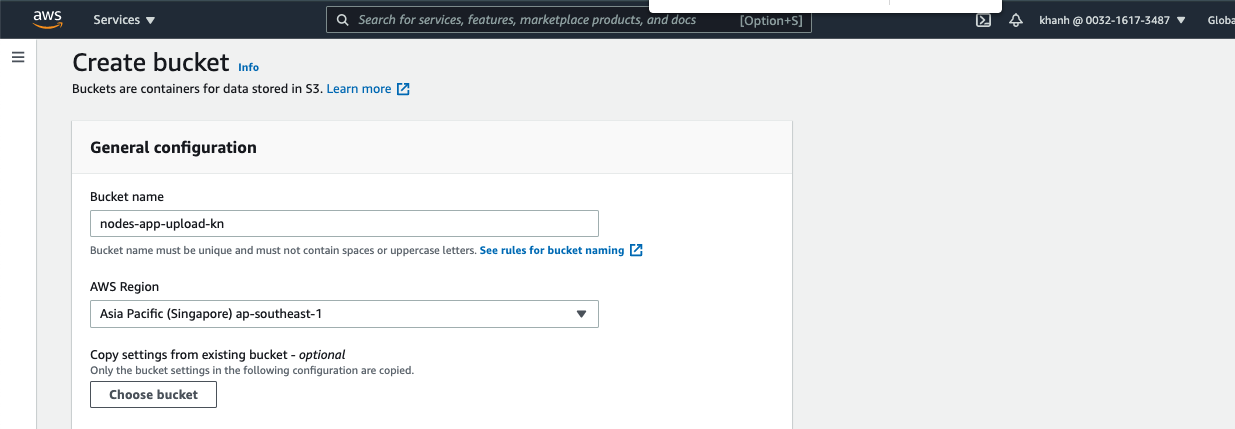 aws Services Search for services, features, marketplace products, and docs [Option+S] khanh @ 0032-1617-3487
Create bucket Info
Buckets are containers for data stored in S3. Learn more
General configuration
Bucket name
nodes-app-upload-kn
Bucket name must be unique and must not contain spaces or uppercase letters. See rules for bucket naming
AWS Region
Asia Pacific (Singapore) ap-southeast-1
Copy settings from existing bucket - optional
Only the bucket settings in the following configuration are copied.
Choose bucket